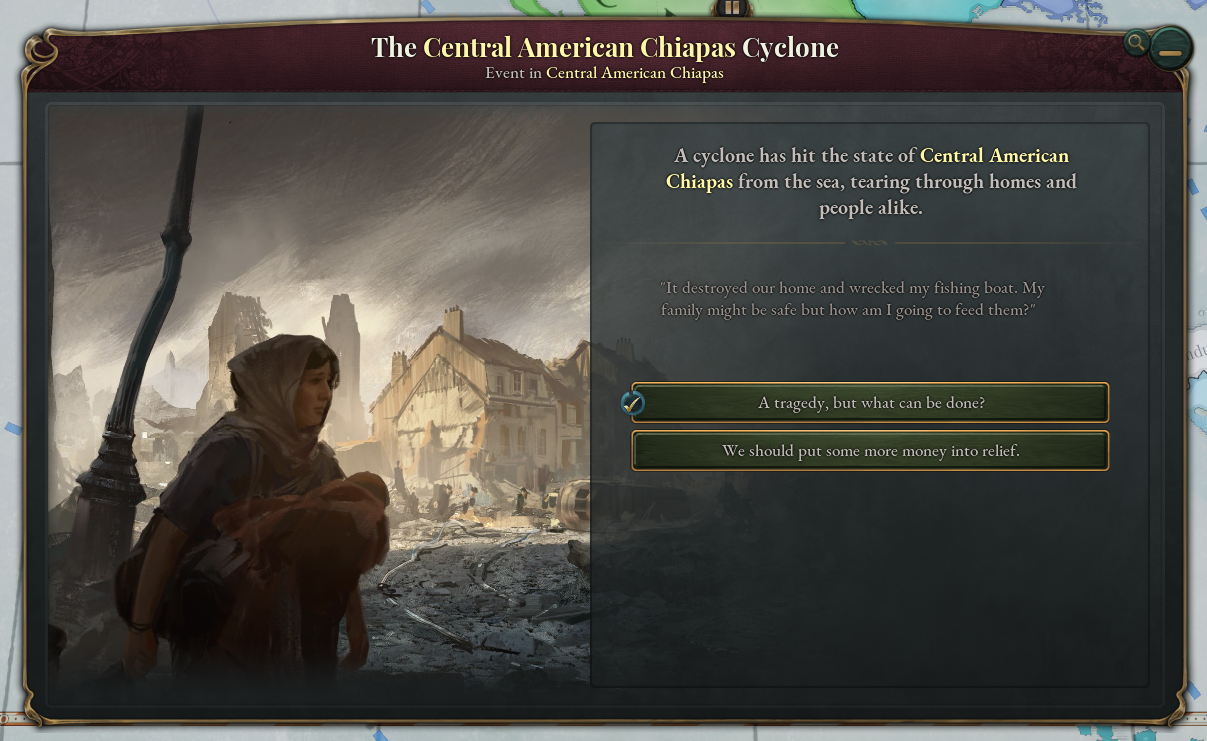 The Central American Chiapas Cyclone
Event in Central American Chiapas
A cyclone has hit the state of Central American
Chiapas from the sea, tearing through homes and
people alike.
"It destroyed our home and wrecked my fishing boat. My
family might be safe but how am I going to feed them?"
A tragedy, but what can be done?
We should put some more money into relief.